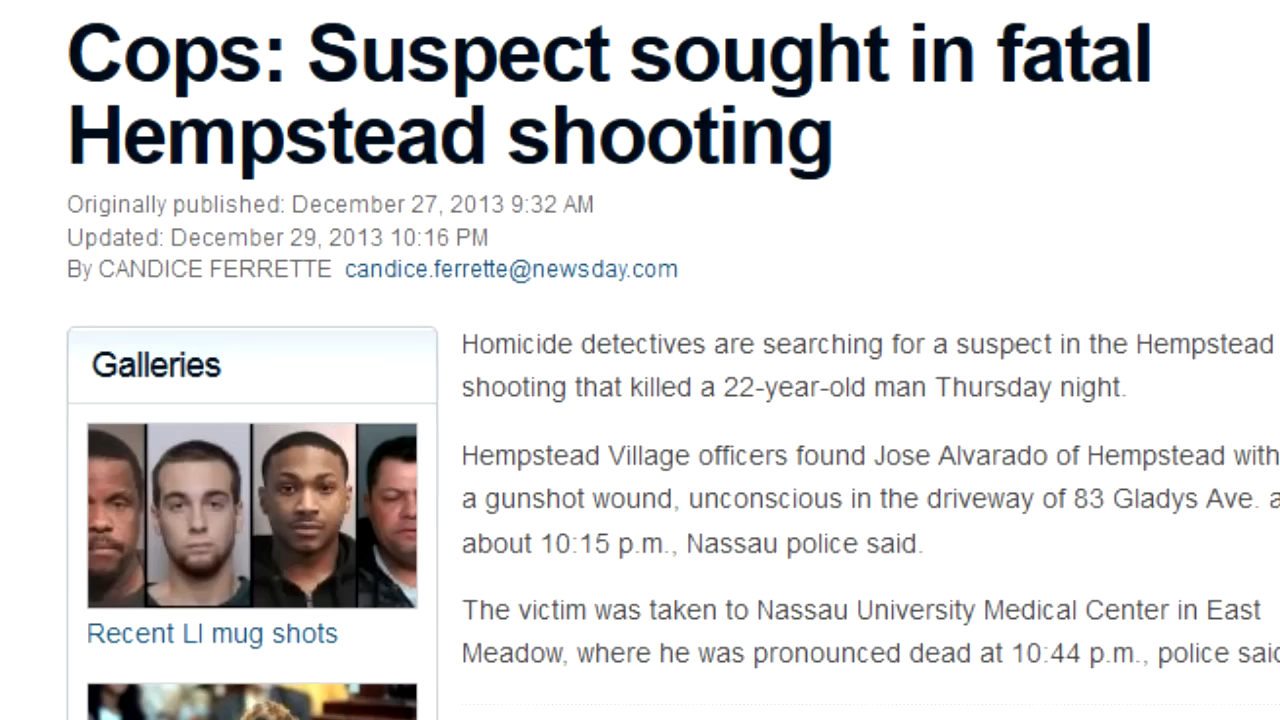 Cops: Suspect sought in fatal
Hempstead shooting
Originally published: December 27, 2013 9:32 AM
Updated: December 29, 2013 10:16 PM
By CANDICE FERRETTE candice.ferrette@newsday.com
Galleries
Recent LI mug shots
Homicide detectives are searching for a suspect in the Hempstead
shooting that killed a 22-year-old man Thursday night.
Hempstead Village officers found Jose Alvarado of Hempstead with
a gunshot wound, unconscious in the driveway of 83 Gladys Ave.
about 10:15 p.m., Nassau police said.
The victim was taken to Nassau University Medical Center in East
Meadow, where he was pronounced dead at 10:44 p.m., police